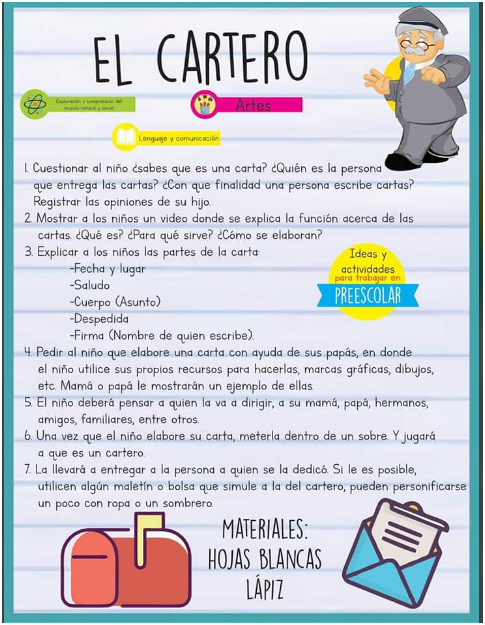 EL CARTERO
Exploración y comprensión del
mundo natural y social
Artes
Lenguaje y comunicación
1. Cuestionar al niño ¿sabes que es una carta? ¿Quién es la persona
que entrega las cartas? ¿Con que finalidad una persona escribe cartas?
Registrar las opiniones de su hijo.
2. Mostrar a los niños un video donde se explica la función acerca de las
cartas. ¿Qué es? ¿Para qué sirve? ¿Cómo se elaboran?
3. Explicar a los niños las partes de la carta:
-Fecha y lugar
-Saludo
-Cuerpo (Asunto)
-Despedida
-Firma (Nombre de quien escribe).
Ideas y
actividades
para trabajar en
PREESCOLAR
4. Pedir al niño que elabore una carta con ayuda de sus papás, en donde
el niño utilice sus propios recursos para hacerlas, marcas gráficas, dibujos,
etc. Mamá o papá le mostrarán un ejemplo de ellas.
5. El niño deberá pensar a quien la va a dirigir, a su mamá, papá, hermanos,
amigos, familiares, entre otros.
6. Una vez que el niño elabore su carta, meterla dentro de un sobre. Y jugará
a que es un cartero.
7. La llevará a entregar a la persona a quien se la dedicó. Si le es posible,
utilicen algún maletín o bolsa que simule a la del cartero, pueden personificarse
un poco con ropa o un sombrero.
MATERIALES:
HOJAS BLANCAS
LÁPIZ